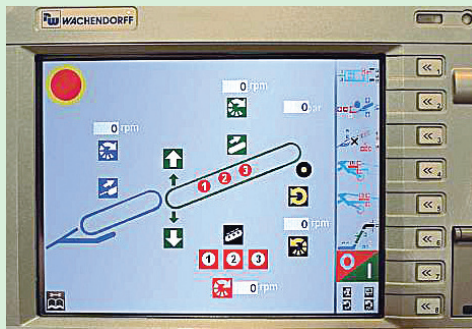 WACHENDORFF
0 rpm
0 bar
0 rpm
1 2 3
0 rpm
1 2 3
0 rpm
O I
<< 1
<< 2
<< 3
<< 4
<< 5
<< 6
<< 7
<< 8